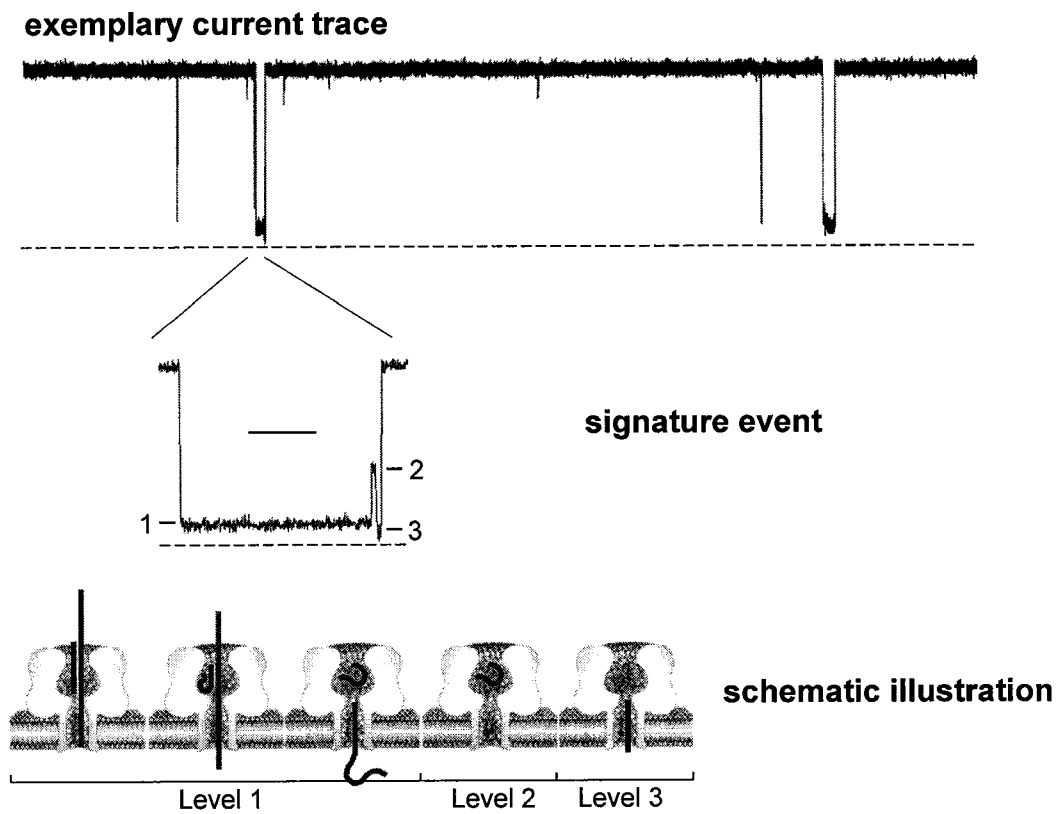 exemplary current trace
signature event
2
1
3
schematic illustration
Level 1
Level 2
Level 3